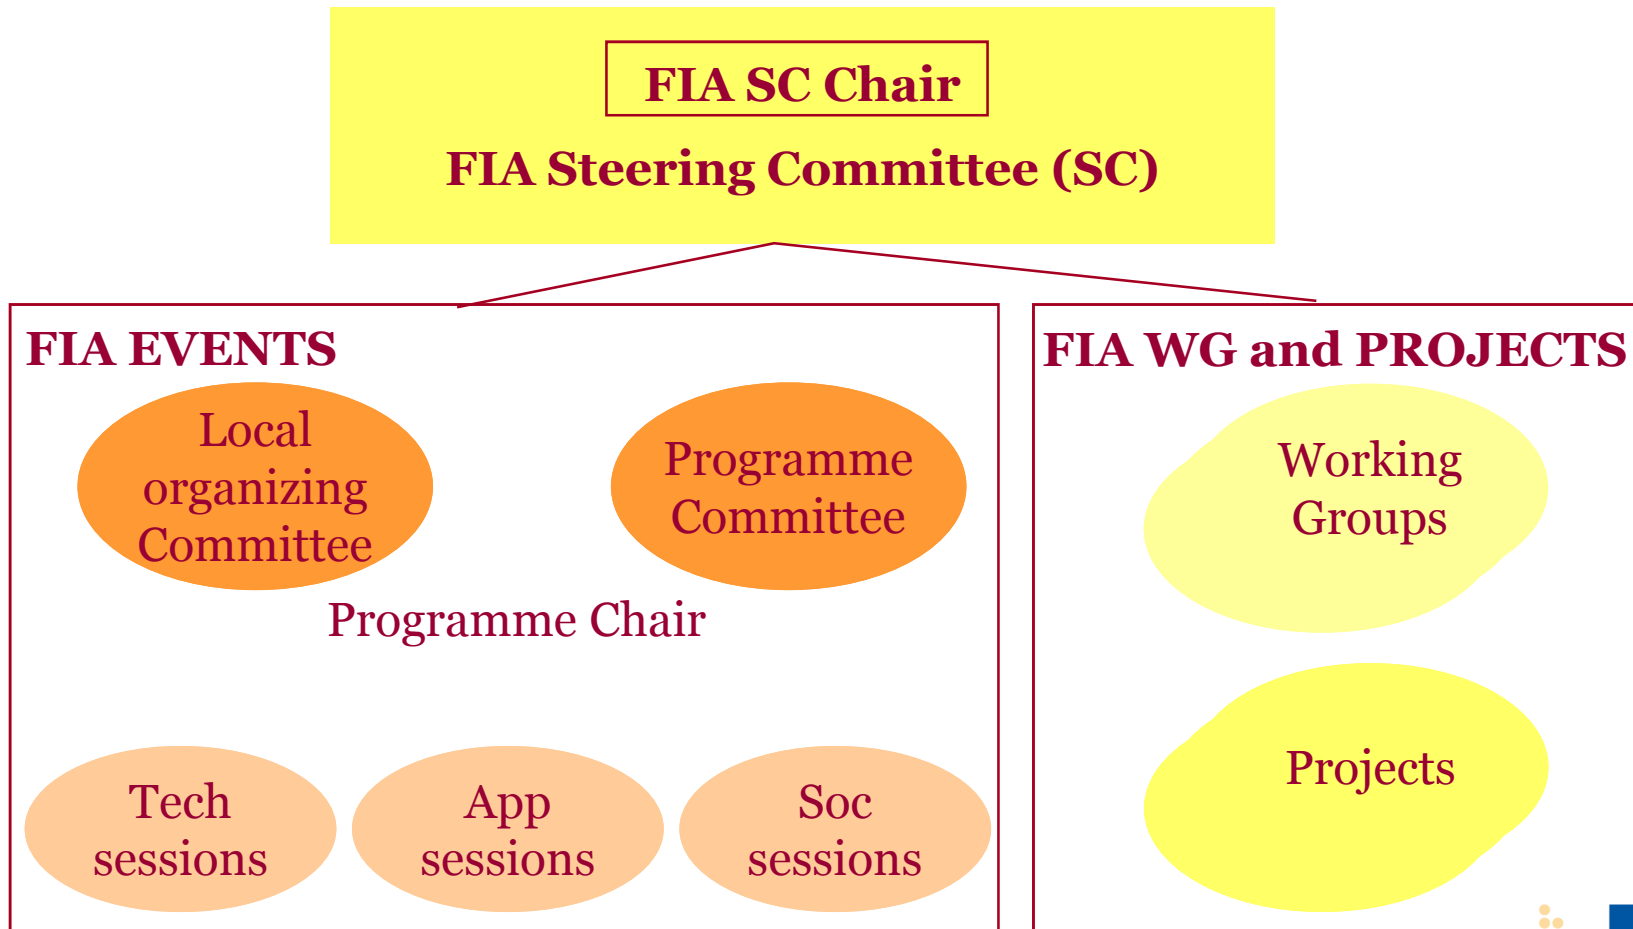 FIA SC Chair
FIA Steering Committee (SC)
FIA EVENTS
Local
organizing
Committee
Programme
Committee
Programme Chair
Tech
sessions
App
sessions
Soc
sessions
FIA WG and PROJECTS
Working
Groups
Projects